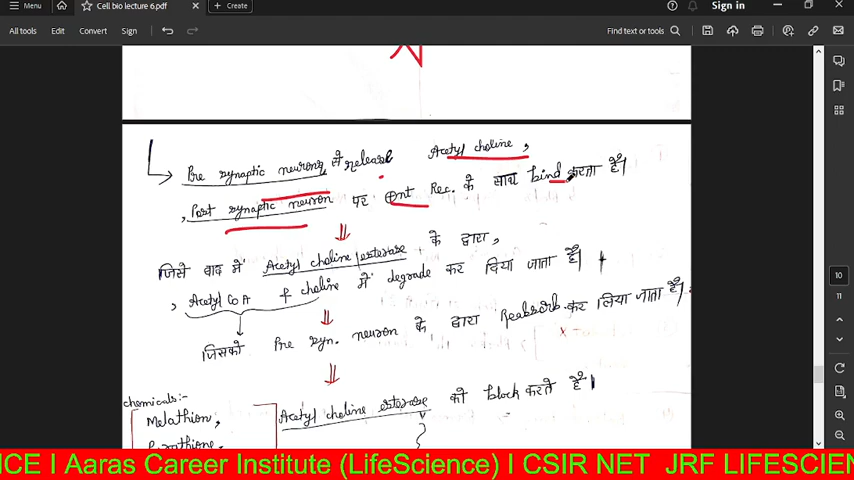 Menu
Cell bio lecture 6.pdf
Create
Sign in
All tools
Edit
Convert
Sign
Find text or tools
Pre synaptic neurons से release Acetyl choline ,
, Post synaptic neuron पर ⊕nt Rec. के साथ bind करता है।
जिसे बाद में Acetyl choline esterase के द्वारा,
, Acetyl CoA & choline में degrade कर दिया जाता है। +
जिसको Pre syn. neuron के द्वारा Reabsorb कर लिया जाता है।
chemicals:-
Acetyl choline esterase को block करते हैं।
Melathion,
10
11
NCE I Aaras Career Institute (LifeScience) I CSIR NET JRF LIFESCIEN